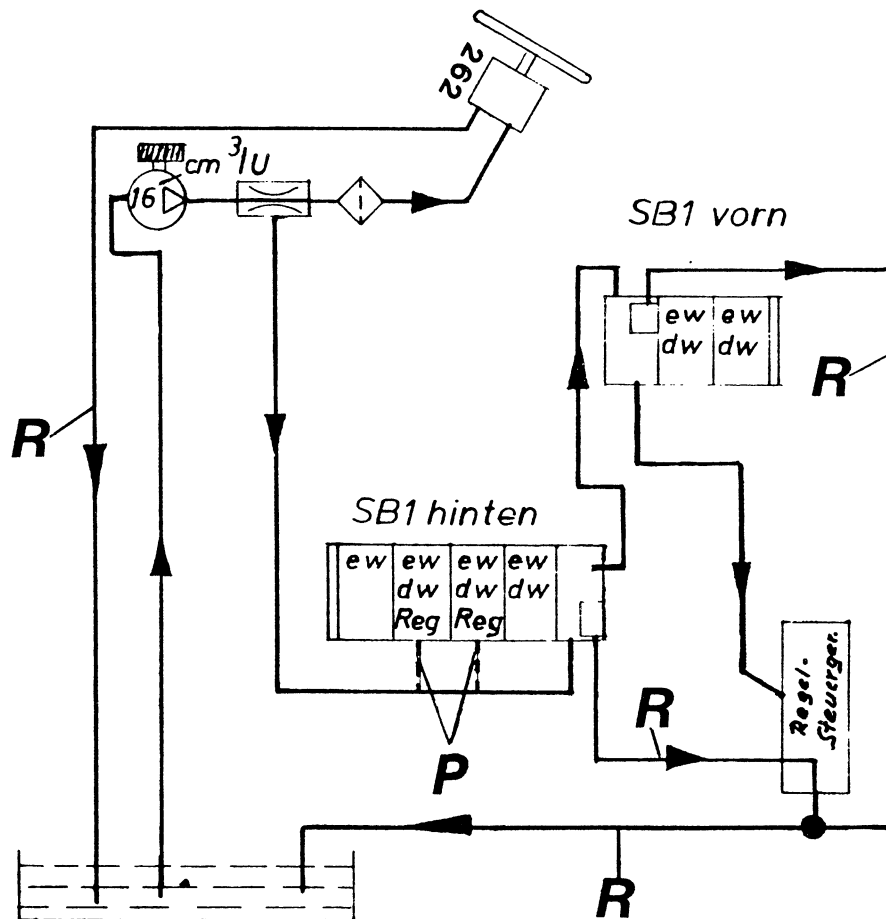 262
16 cm³/U
SB1 vorn
ew ew
dw dw
R
R
SB1 hinten
ew ew ew ew
dw dw dw
Reg Reg
Regel-
Steuerger.
R
P
R